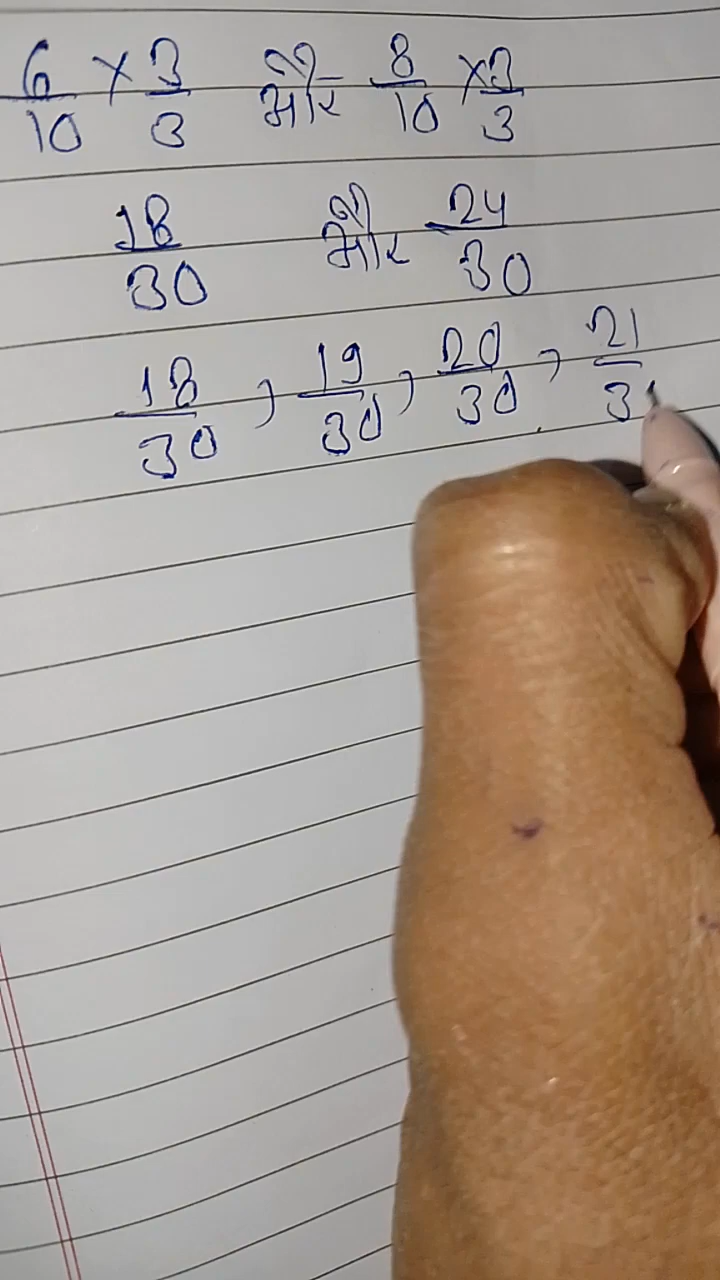 6/10 × 3/3 और 8/10 × 3/3
18/30 और 24/30
18/30 , 19/30 , 20/30 , 21/3